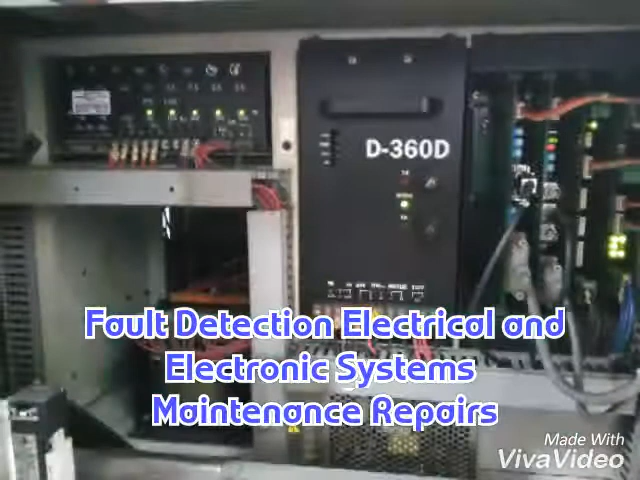 D-360D
Fault Detection Electrical and
Electronic Systems
Maintenance Repairs
Made With
VivaVideo